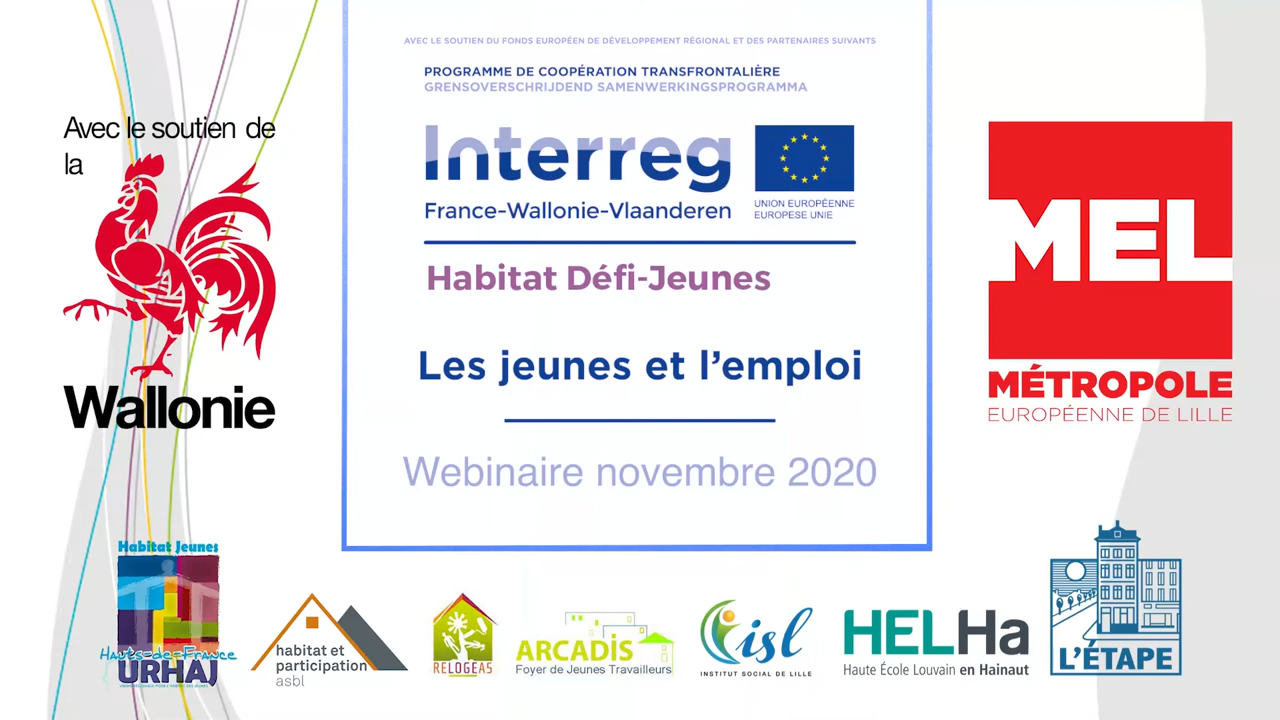 AVEC LE SOUTIEN DU FONDS EUROPÉEN DE DÉVELOPPEMENT RÉGIONAL ET DES PARTENAIRES SUIVANTS
PROGRAMME DE COOPÉRATION TRANSFRONTALIÈRE
GRENSOVERSCHRIJDEND SAMENWERKINGSPROGRAMMA
Interreg
UNION EUROPÉENNE
EUROPESE UNIE
France-Wallonie-Vlaanderen
Habitat Défi-Jeunes
Les jeunes et l'emploi
Webinaire novembre 2020
Avec le soutien de
la
Wallonie
MEL
MÉTROPOLE
EUROPÉENNE DE LILLE
Habitat Jeunes
Hauts-de-France
URHAJ
habitat et
participation
asbl
RELOGEAS
ARCADIS
Foyer de Jeunes Travailleurs
isl
INSTITUT SOCIAL DE LILLE
HELHa
Haute École Louvain en Hainaut
L'ÉTAPE